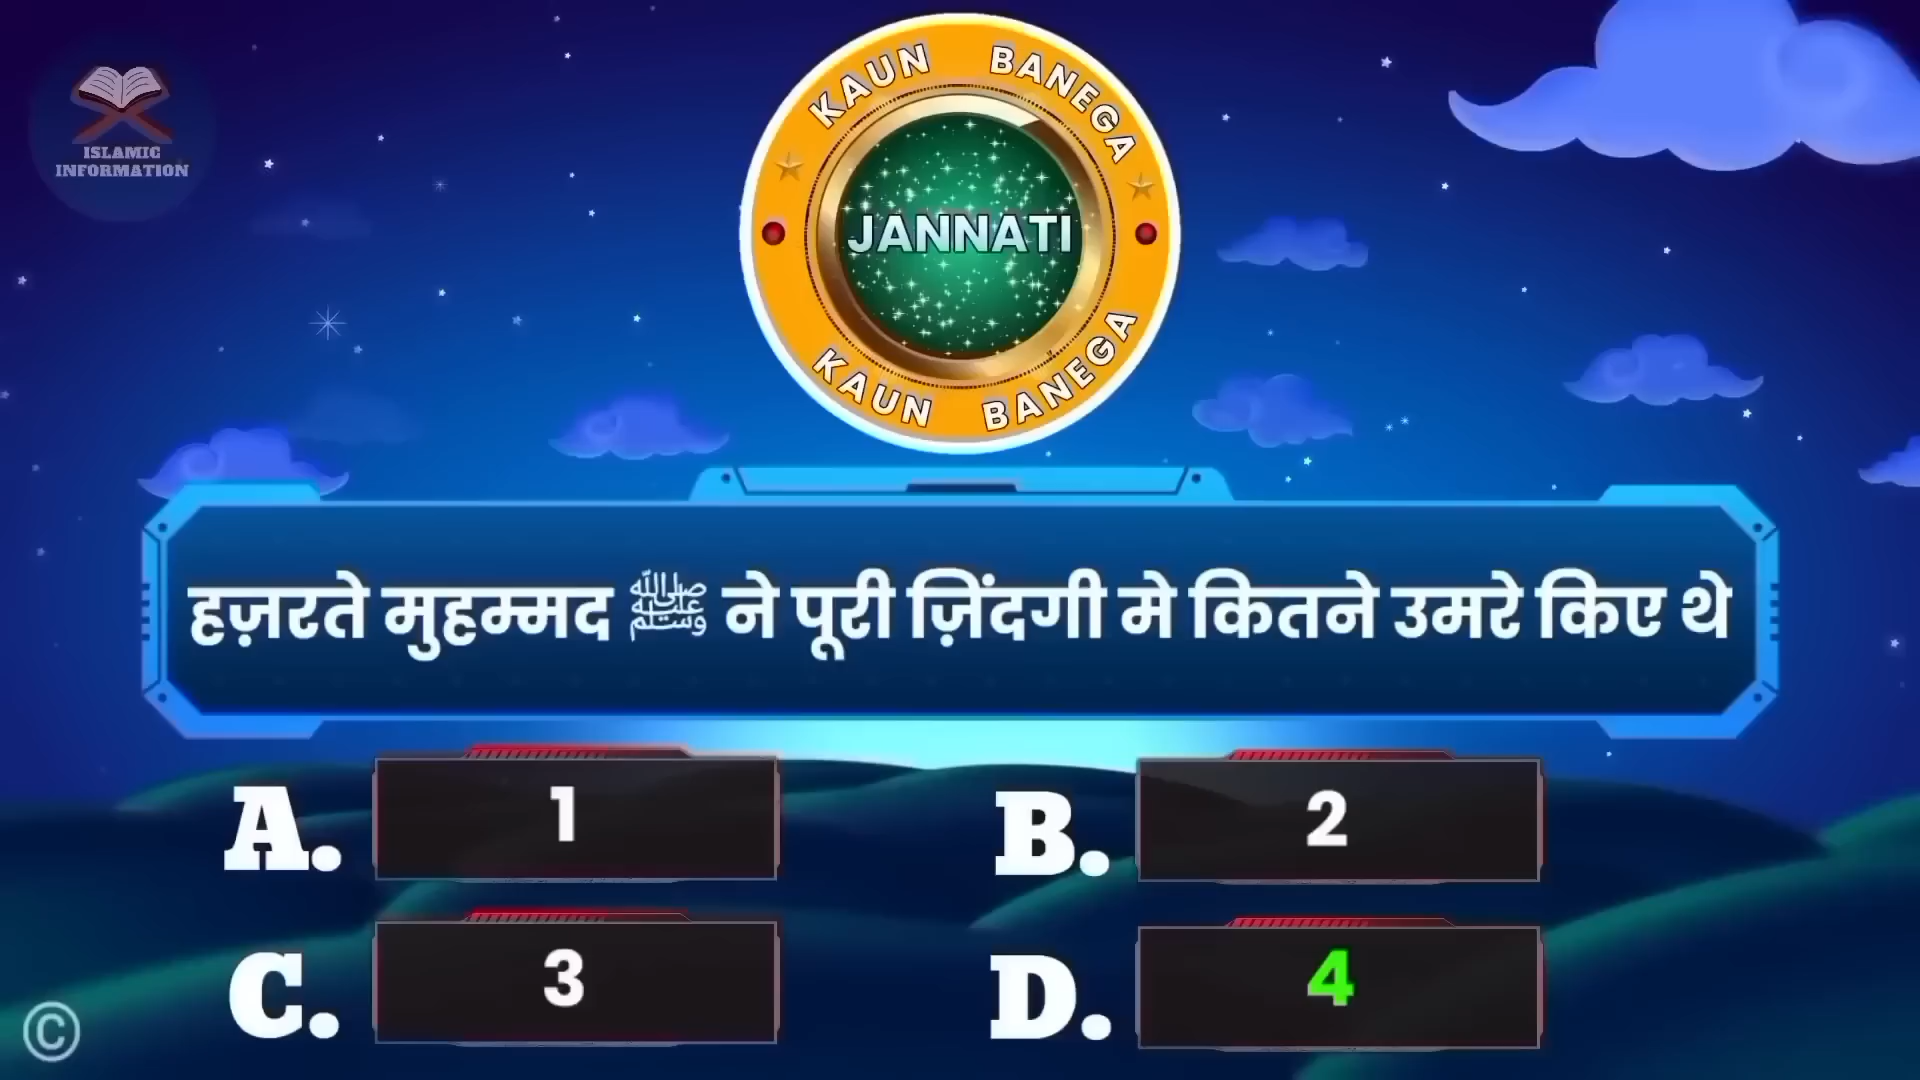 ISLAMIC
INFORMATION
KAUN BANEGA
JANNATI
KAUN BANEGA
हज़रते मुहम्मद ﷺ ने पूरी ज़िंदगी मे कितने उमरे किए थे
A. 1
B. 2
C. 3
D. 4
©